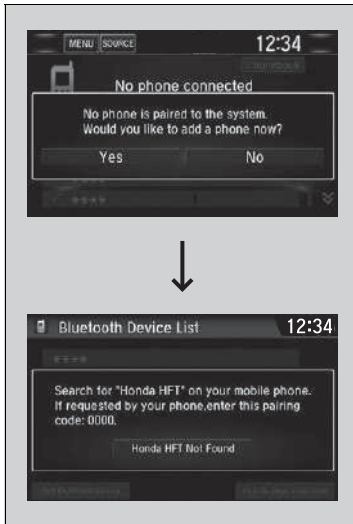 MENU SOURCE 12:34
No phone connected
No phone is paired to the system.
Would you like to add a phone now?
Yes No
Bluetooth Device List 12:34
Search for "Honda HFT" on your mobile phone.
If requested by your phone,enter this pairing
code: 0000.
Honda HFT Not Found